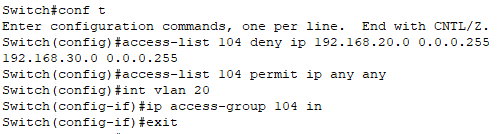 Switch#conf t
Enter configuration commands, one per line.  End with CNTL/Z.
Switch(config)#access-list 104 deny ip 192.168.20.0 0.0.0.255
192.168.30.0 0.0.0.255
Switch(config)#access-list 104 permit ip any any
Switch(config)#int vlan 20
Switch(config-if)#ip access-group 104 in
Switch(config-if)#exit